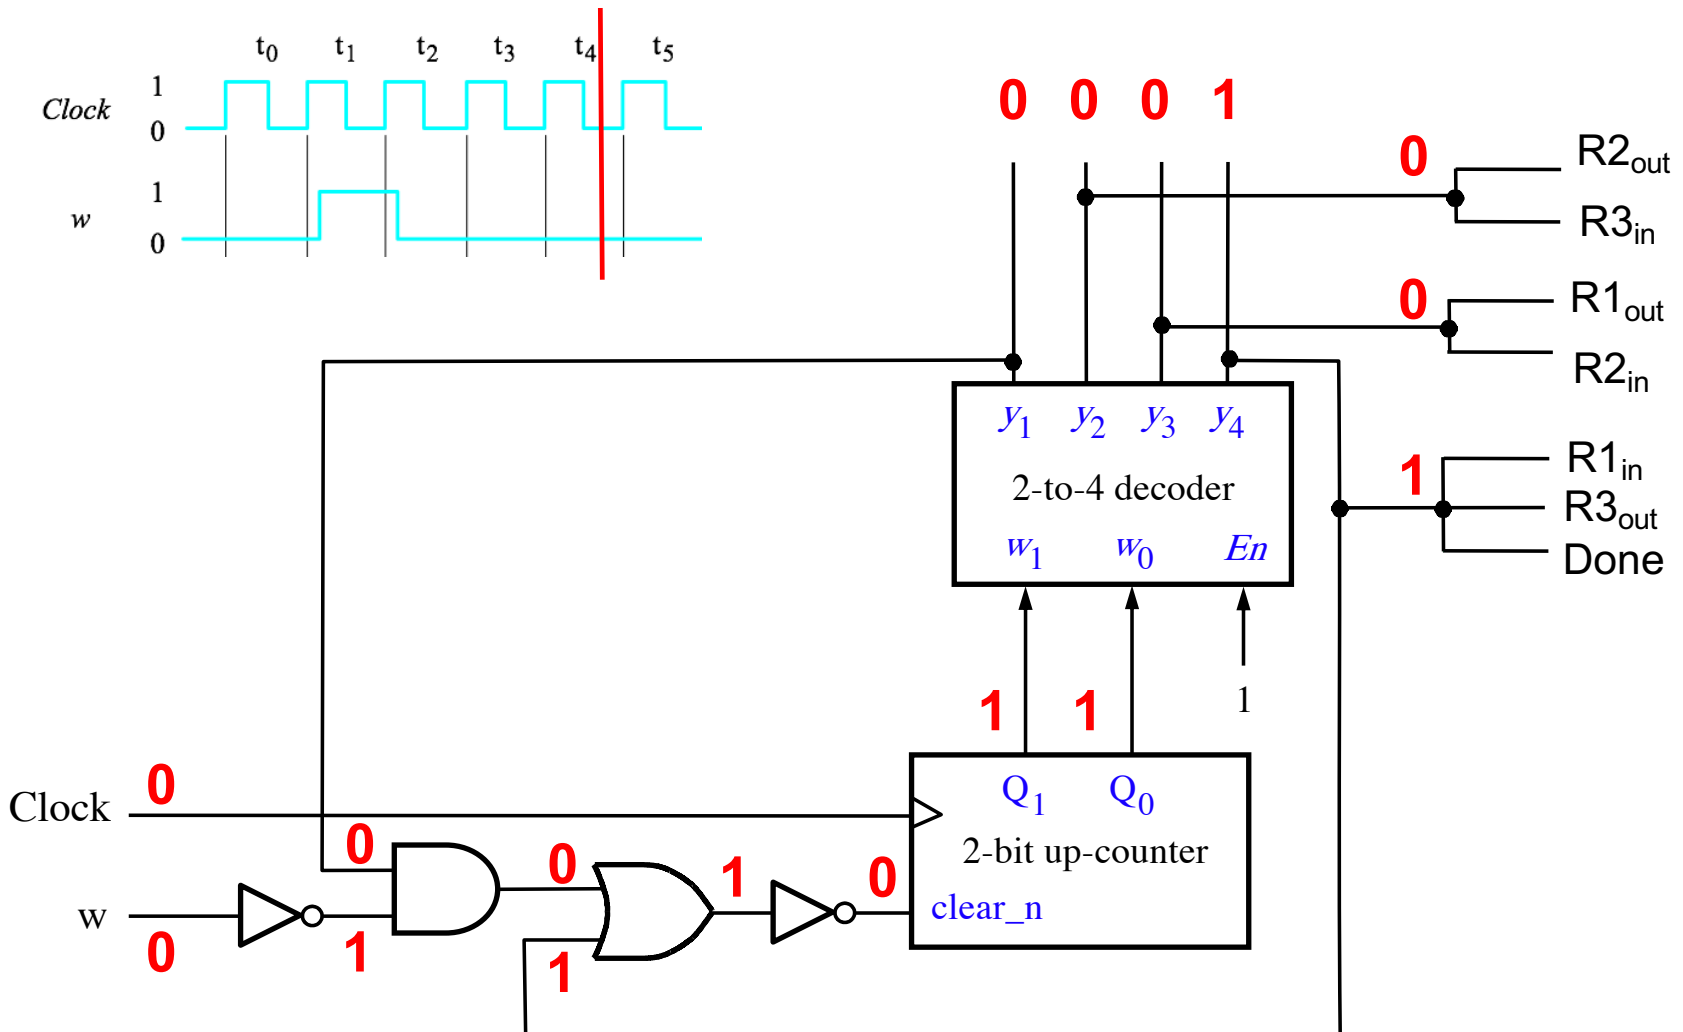 t0 t1 t2 t3 t4 t5
Clock 1 0
w 1 0
0 0 0 1
0 R2out
R3in
0 R1out
R2in
y1 y2 y3 y4
2-to-4 decoder
w1 w0 En
1 R1in
R3out
Done
1 1 1
Clock 0
Q1 Q0
2-bit up-counter
clear_n
0 0 1 0
w 0 1 1